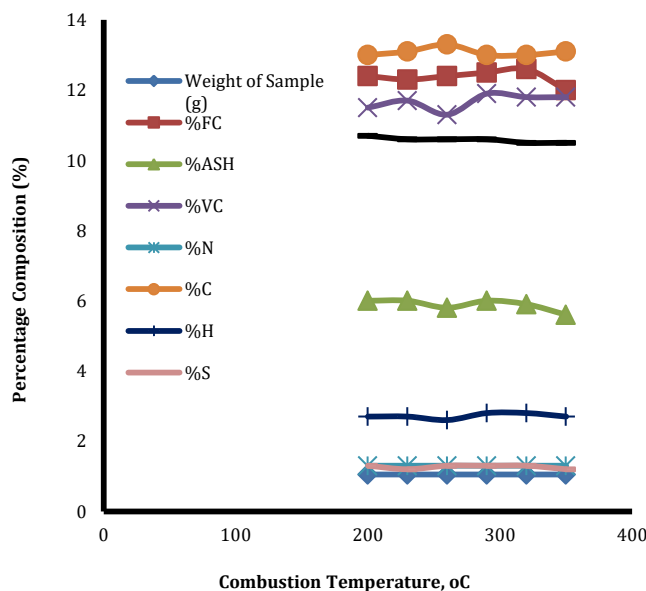 14
12
10
8
6
4
2
0
Percentage Composition (%)
Weight of Sample
(g)
%FC
%ASH
%VC
%N
%C
%H
%S
0 100 200 300 400
Combustion Temperature, oC